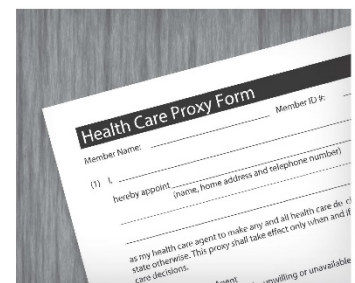 Health Care Proxy Form
Member Name: Member ID #:
(1) I,
hereby appoint
(name, home address and telephone number)
as my health care agent to make any and all health care
state otherwise. This proxy shall take effect only when and if
care decisions.
Agent
unwilling or unavailable